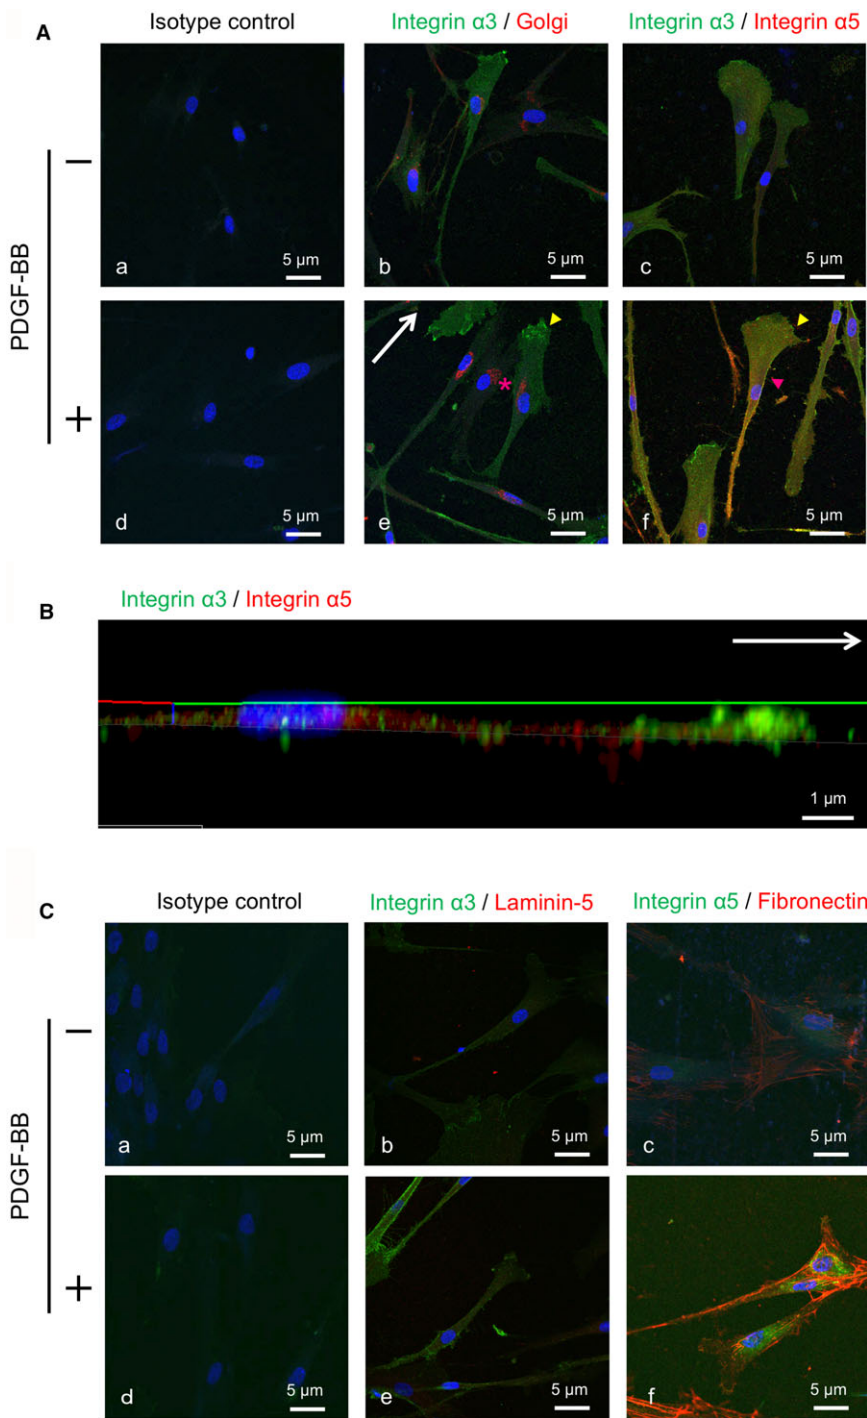 A
Isotype control
Integrin α3 / Golgi
Integrin α3 / Integrin α5
PDGF-BB
−
+
a
5 µm
b
5 µm
c
5 µm
d
5 µm
e
5 µm
*
f
5 µm
B
Integrin α3 / Integrin α5
1 µm
C
Isotype control
Integrin α3 / Laminin-5
Integrin α5 / Fibronectin
PDGF-BB
−
+
a
5 µm
b
5 µm
c
5 µm
d
5 µm
e
5 µm
f
5 µm